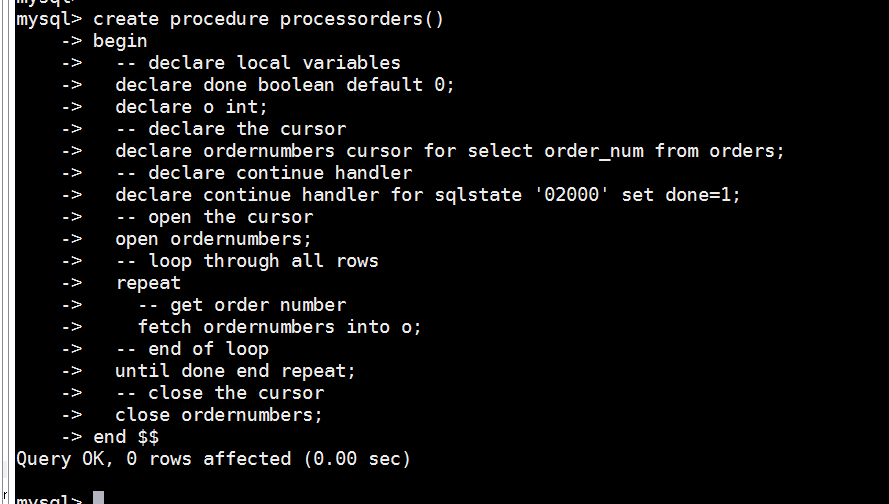 mysql>
mysql> create procedure processorders()
    -> begin
    ->   -- declare local variables
    ->   declare done boolean default 0;
    ->   declare o int;
    ->   -- declare the cursor
    ->   declare ordernumbers cursor for select order_num from orders;
    ->   -- declare continue handler
    ->   declare continue handler for sqlstate '02000' set done=1;
    ->   -- open the cursor
    ->   open ordernumbers;
    ->   -- loop through all rows
    ->   repeat
    ->     -- get order number
    ->     fetch ordernumbers into o;
    ->   -- end of loop
    ->   until done end repeat;
    ->   -- close the cursor
    ->   close ordernumbers;
    -> end $$
Query OK, 0 rows affected (0.00 sec)
mysql>